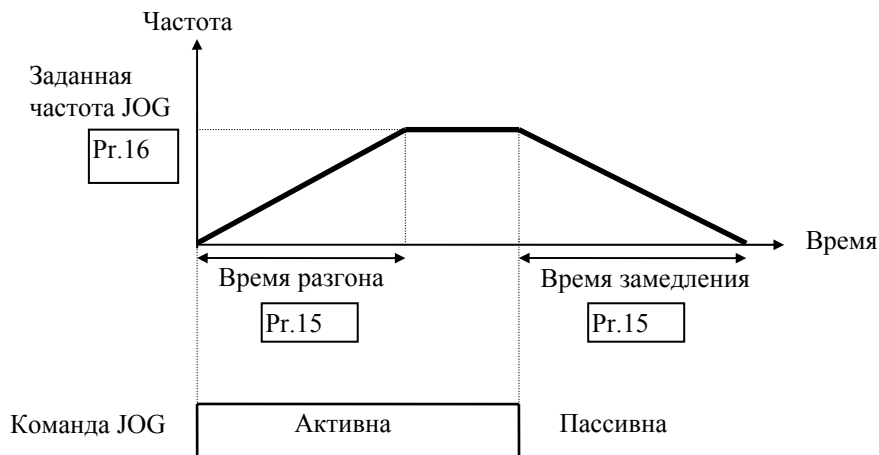 Частота
Заданная
частота JOG
Pr.16
Время
Время разгона
Время замедления
Pr.15
Pr.15
Команда JOG
Активна
Пассивна